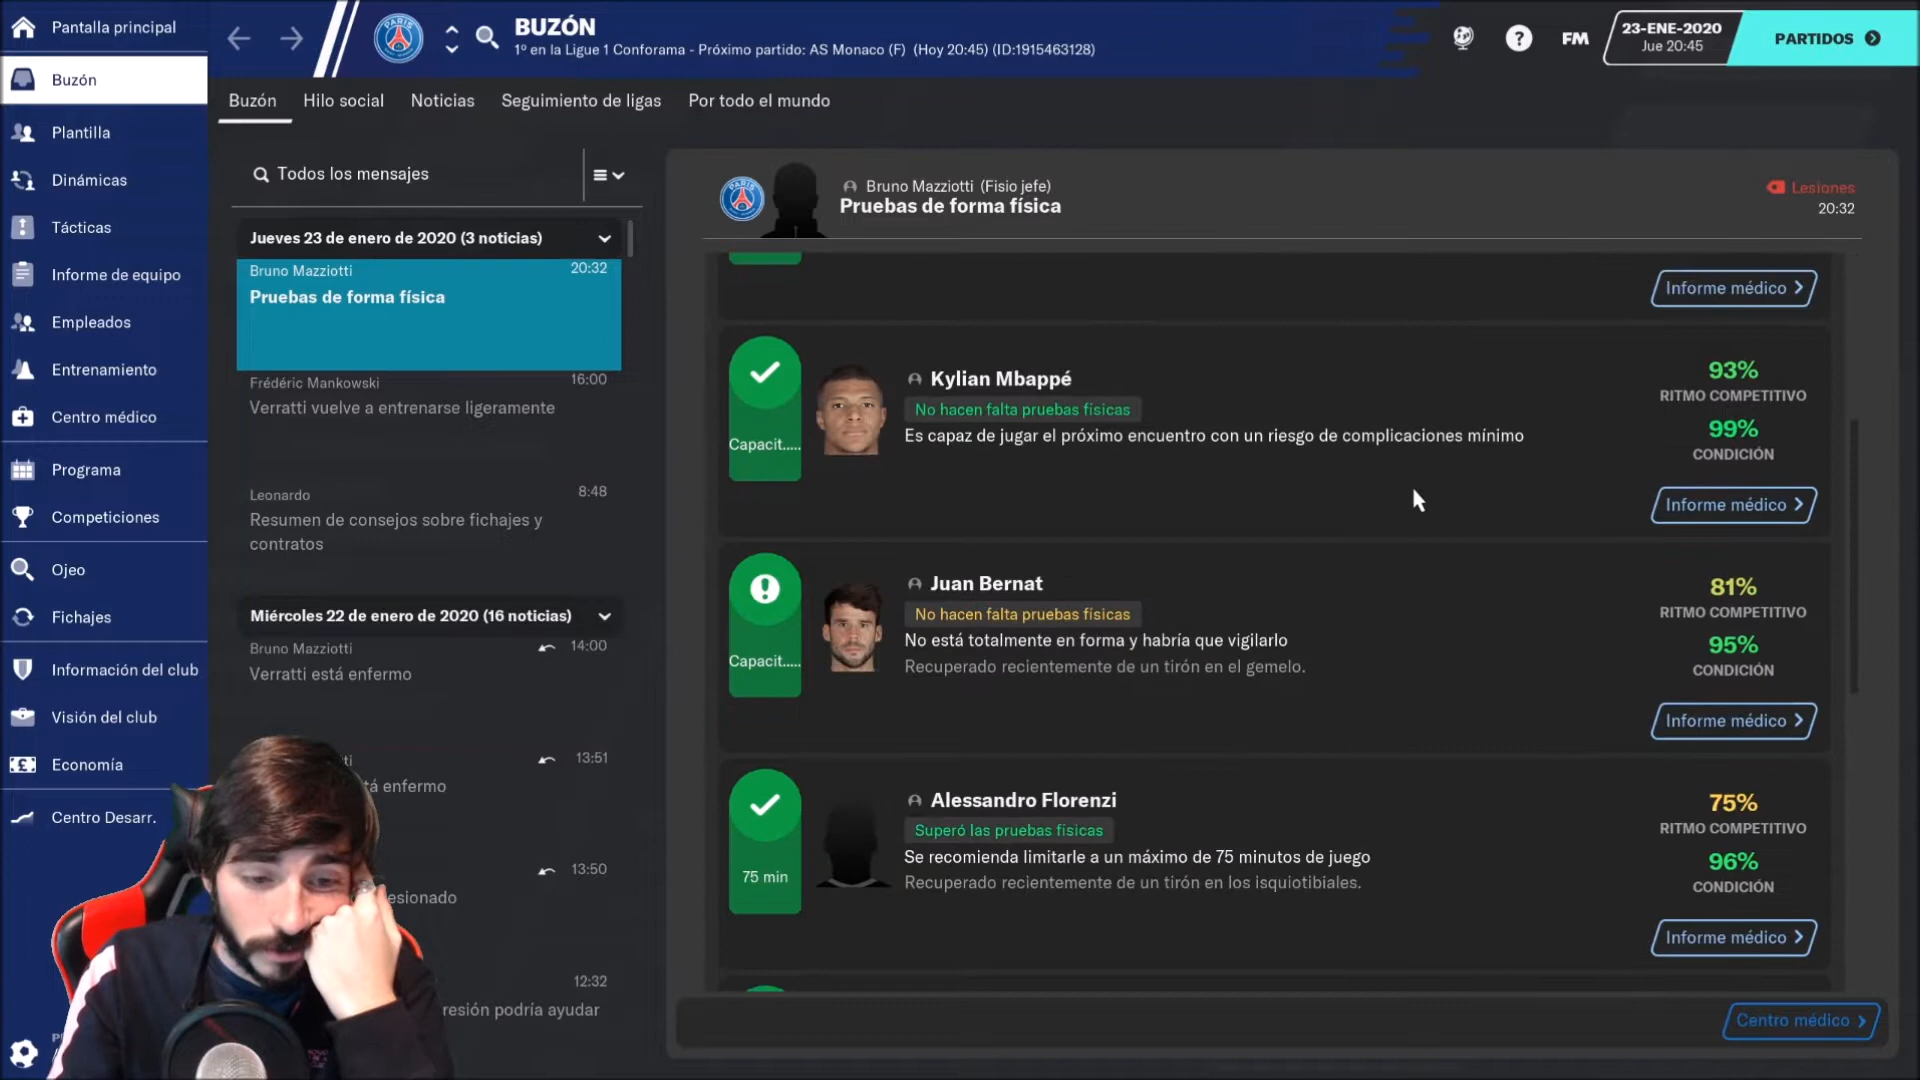 Pantalla principal
Buzón
Plantilla
Dinámicas
Tácticas
Informe de equipo
Empleados
Entrenamiento
Centro médico
Programa
Competiciones
Ojeo
Fichajes
Información del club
Visión del club
Economía
Centro Desarr.
PARIS
BUZÓN
1º en la Ligue 1 Conforama - Próximo partido: AS Monaco (F) (Hoy 20:45) (ID:1915463128)
?
FM
23-ENE-2020
Jue 20:45
PARTIDOS
Buzón
Hilo social
Noticias
Seguimiento de ligas
Por todo el mundo
Todos los mensajes
Jueves 23 de enero de 2020 (3 noticias)
Bruno Mazziotti 20:32
Pruebas de forma física
Frédéric Mankowski 16:00
Verratti vuelve a entrenarse ligeramente
Leonardo 8:48
Resumen de consejos sobre fichajes y
contratos
Miércoles 22 de enero de 2020 (16 noticias)
Bruno Mazziotti 14:00
Verratti está enfermo
13:51
enfermo
13:50
12:32
podría ayudar
PARIS
Bruno Mazziotti (Fisio jefe)
Pruebas de forma física
Lesiones
20:32
Informe médico
Capacit.....
Kylian Mbappé
No hacen falta pruebas físicas
Es capaz de jugar el próximo encuentro con un riesgo de complicaciones mínimo
93%
RITMO COMPETITIVO
99%
CONDICIÓN
Informe médico
Capacit.....
Juan Bernat
No hacen falta pruebas físicas
No está totalmente en forma y habría que vigilarlo
Recuperado recientemente de un tirón en el gemelo.
81%
RITMO COMPETITIVO
95%
CONDICIÓN
Informe médico
75 min
Alessandro Florenzi
Superó las pruebas físicas
Se recomienda limitarle a un máximo de 75 minutos de juego
Recuperado recientemente de un tirón en los isquiotibiales.
75%
RITMO COMPETITIVO
96%
CONDICIÓN
Informe médico
Centro médico